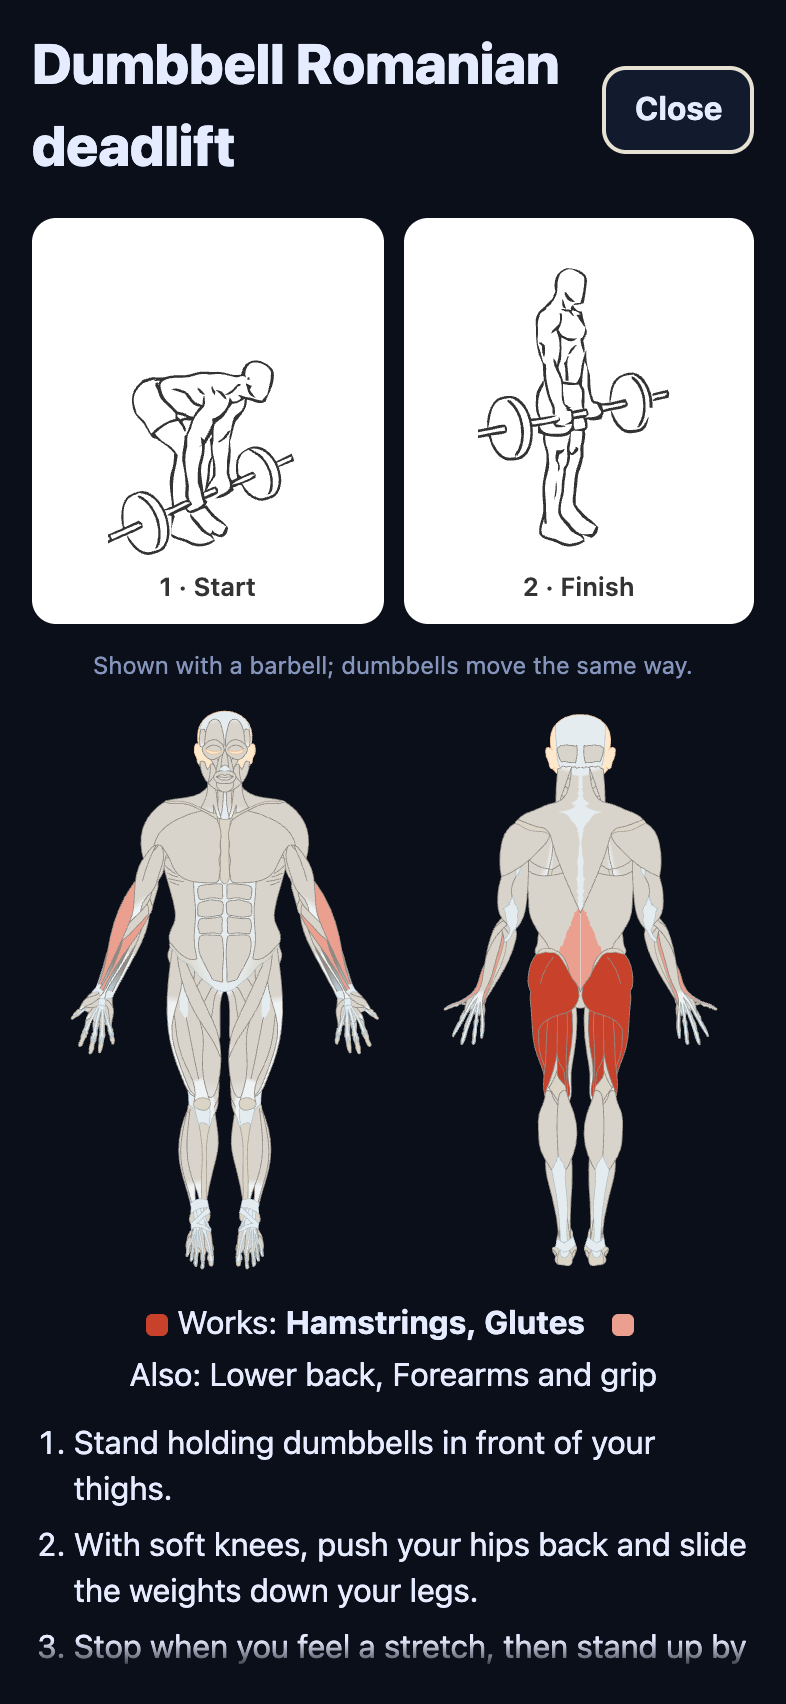 Dumbbell Romanian
deadlift
Close
1 · Start
2 · Finish
Shown with a barbell; dumbbells move the same way.
Works: Hamstrings, Glutes
Also: Lower back, Forearms and grip
1. Stand holding dumbbells in front of your
thighs.
2. With soft knees, push your hips back and slide
the weights down your legs.
3. Stop when you feel a stretch, then stand up by